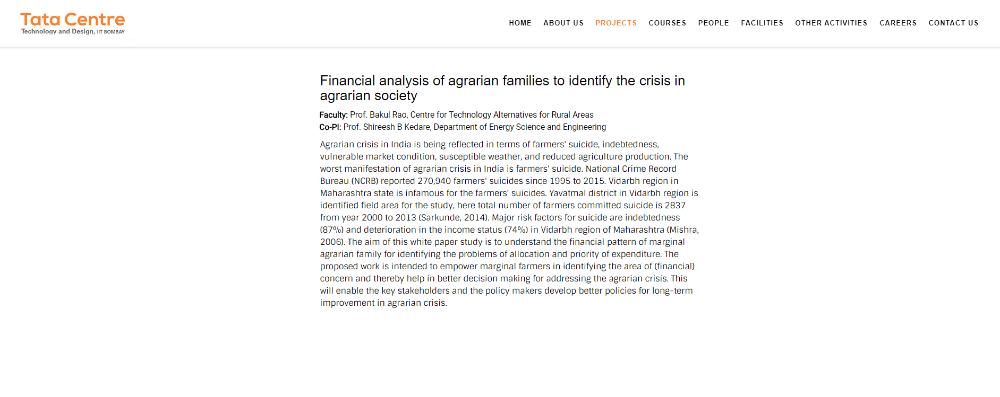 Tata Centre
Technology and Design, IIT BOMBAY
HOME ABOUT US PROJECTS COURSES PEOPLE FACILITIES OTHER ACTIVITIES CAREERS CONTACT US
Financial analysis of agrarian families to identify the crisis in
agrarian society
Faculty: Prof. Bakul Rao, Centre for Technology Alternatives for Rural Areas
Co-PI: Prof. Shireesh B Kedare, Department of Energy Science and Engineering
Agrarian crisis in India is being reflected in terms of farmers' suicide, indebtedness,
vulnerable market condition, susceptible weather, and reduced agriculture production. The
worst manifestation of agrarian crisis in India is farmers' suicide. National Crime Record
Bureau (NCRB) reported 270,940 farmers' suicides since 1995 to 2015. Vidarbh region in
Maharashtra state is infamous for the farmers' suicides. Yavatmal district in Vidarbh region is
identified field area for the study, here total number of farmers committed suicide is 2837
from year 2000 to 2013 (Sarkunde, 2014). Major risk factors for suicide are indebtedness
(87%) and deterioration in the income status (74%) in Vidarbh region of Maharashtra (Mishra,
2006). The aim of this white paper study is to understand the financial pattern of marginal
agrarian family for identifying the problems of allocation and priority of expenditure. The
proposed work is intended to empower marginal farmers in identifying the area of (financial)
concern and thereby help in better decision making for addressing the agrarian crisis. This
will enable the key stakeholders and the policy makers develop better policies for long-term
improvement in agrarian crisis.